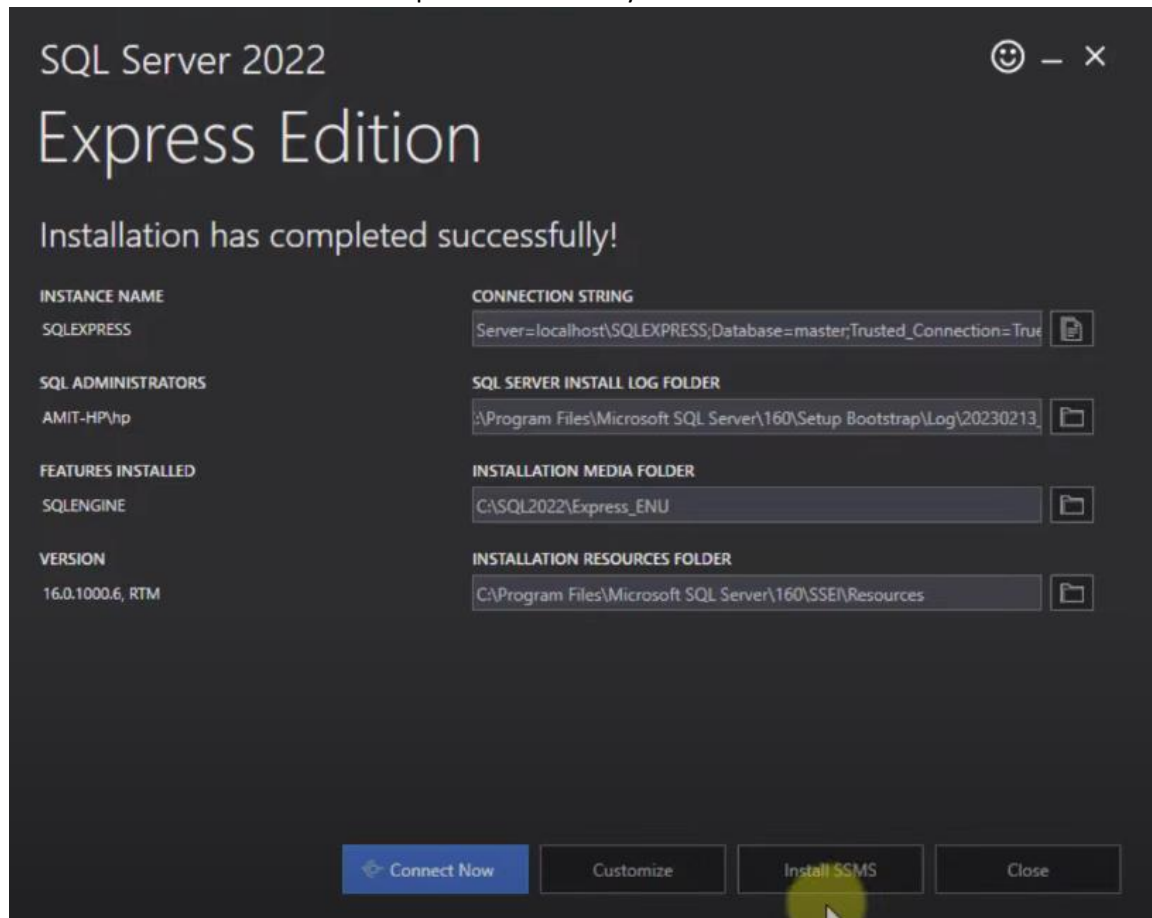 SQL Server 2022
Express Edition
Installation has completed successfully!
INSTANCE NAME
SQLEXPRESS
CONNECTION STRING
Server=localhost\SQLEXPRESS;Database=master;Trusted_Connection=True
SQL ADMINISTRATORS
AMIT-HP\hp
SQL SERVER INSTALL LOG FOLDER
:\Program Files\Microsoft SQL Server\160\Setup Bootstrap\Log\20230213_
FEATURES INSTALLED
SQLENGINE
INSTALLATION MEDIA FOLDER
C:\SQL2022\Express_ENU
VERSION
16.0.1000.6, RTM
INSTALLATION RESOURCES FOLDER
C:\Program Files\Microsoft SQL Server\160\SSEI\Resources
Connect Now
Customize
Install SSMS
Close